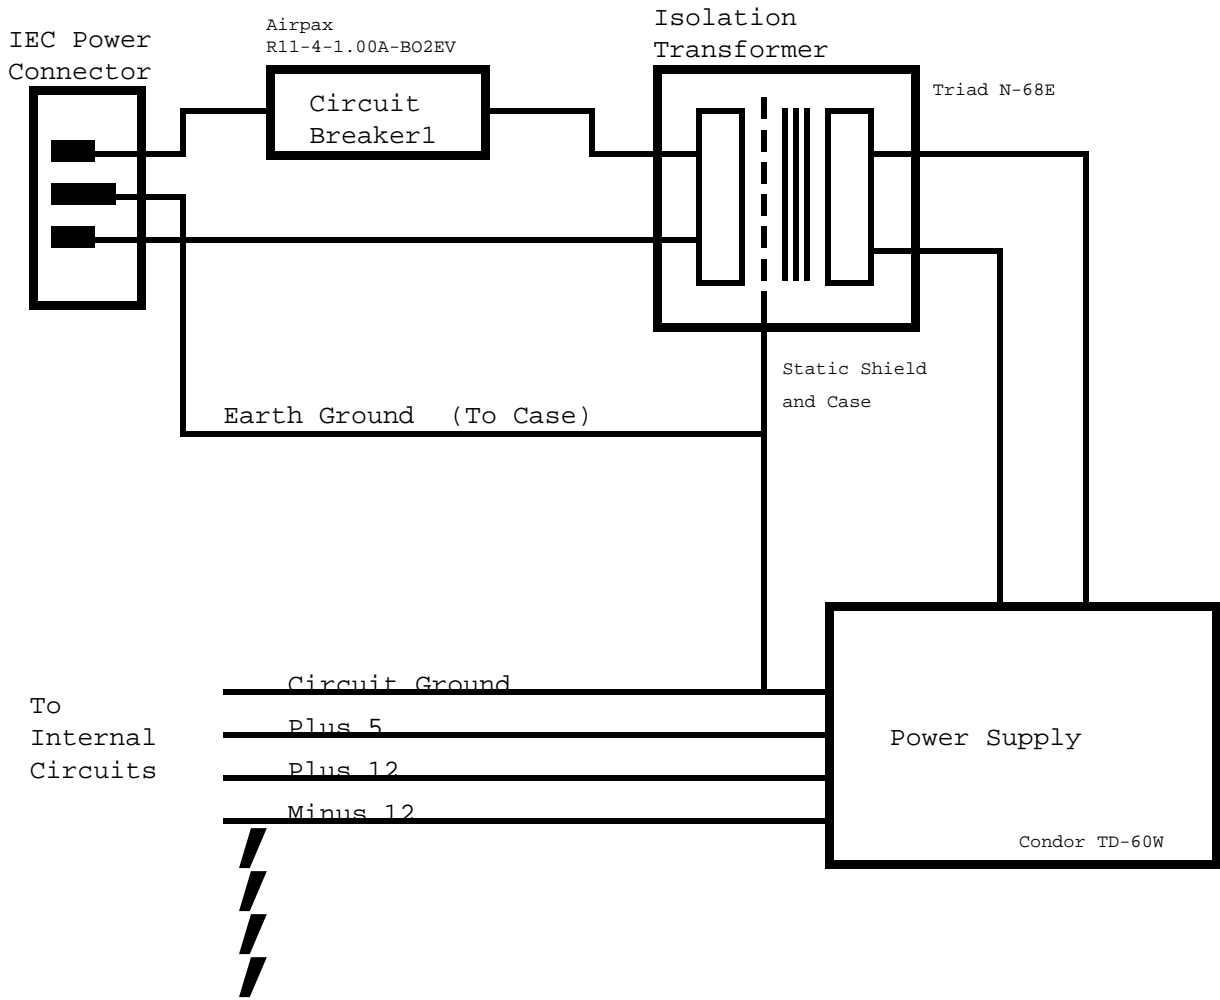 IEC Power
Connector
Airpax
R11-4-1.00A-BO2EV
Circuit
Breaker1
Isolation
Transformer
Triad N-68E
Static Shield
and Case
Earth Ground (To Case)
To
Internal
Circuits
Circuit Ground
Plus 5
Plus 12
Minus 12
Power Supply
Condor TD-60W